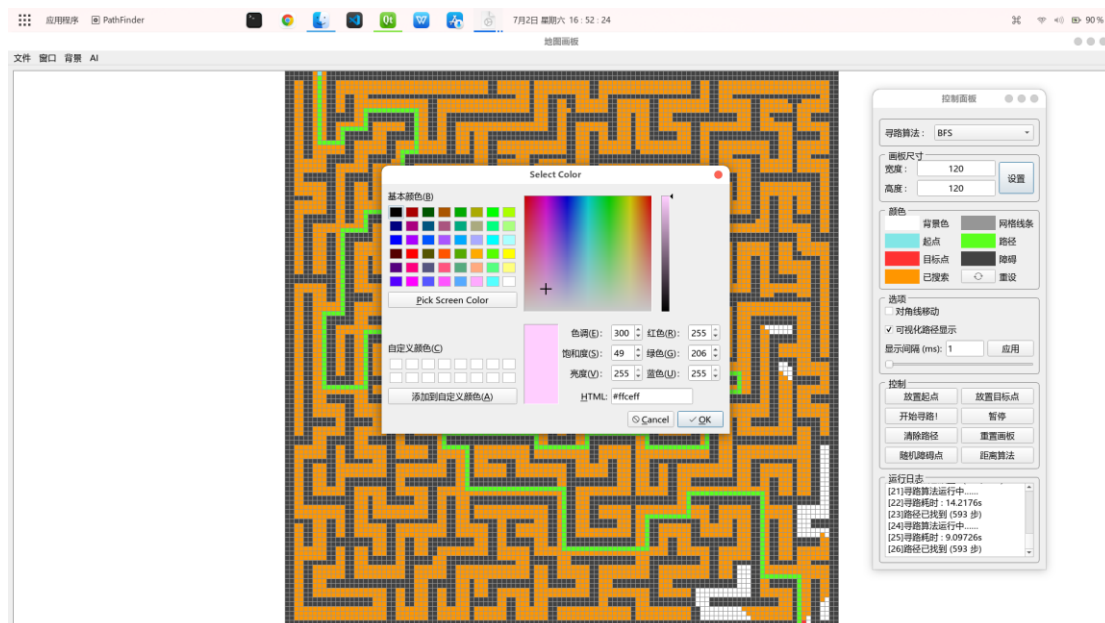 应用程序 PathFinder 7月2日 星期六 16 : 52 : 24 90 %
地图画板
文件 窗口 背景 AI
Select Color
基本颜色(B)
Pick Screen Color
自定义颜色(C)
添加到自定义颜色(A)
色调(E): 300 红色(R): 255
饱和度(S): 49 绿色(G): 206
亮度(V): 255 蓝色(U): 255
HTML: #ffceff
Cancel OK
控制面板
寻路算法 : BFS
画板尺寸
宽度 : 120
高度 : 120
设置
颜色
背景色 网格线条
起点 路径
目标点 障碍
已搜索 重设
选项
对角线移动
可视化路径显示
显示间隔 (ms): 1 应用
控制
放置起点 放置目标点
开始寻路! 暂停
清除路径 重置画板
随机障碍点 距离算法
运行日志
[21]寻路算法运行中......
[22]寻路耗时 : 14.2176s
[23]路径已找到 (593 步)
[24]寻路算法运行中......
[25]寻路耗时 : 9.09726s
[26]路径已找到 (593 步)